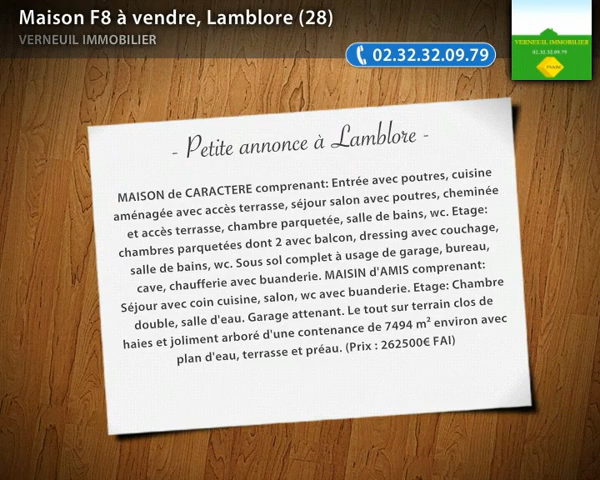 Maison F8 à vendre, Lamblore (28)
VERNEUIL IMMOBILIER
02.32.32.09.79
VERNEUIL IMMOBILIER
02.32.32.09.79
- Petite annonce à Lamblore -
MAISON de CARACTERE comprenant: Entrée avec poutres, cuisine
aménagée avec accès terrasse, séjour salon avec poutres, cheminée
et accès terrasse, chambre parquetée, salle de bains, wc. Etage:
chambres parquetées dont 2 avec balcon, dressing avec couchage,
salle de bains, wc. Sous sol complet à usage de garage, bureau,
cave, chaufferie avec buanderie. MAISIN d'AMIS comprenant:
Séjour avec coin cuisine, salon, wc avec buanderie. Etage: Chambre
double, salle d'eau. Garage attenant. Le tout sur terrain clos de
haies et joliment arboré d'une contenance de 7494 m² environ avec
plan d'eau, terrasse et préau. (Prix : 262500€ FAI)